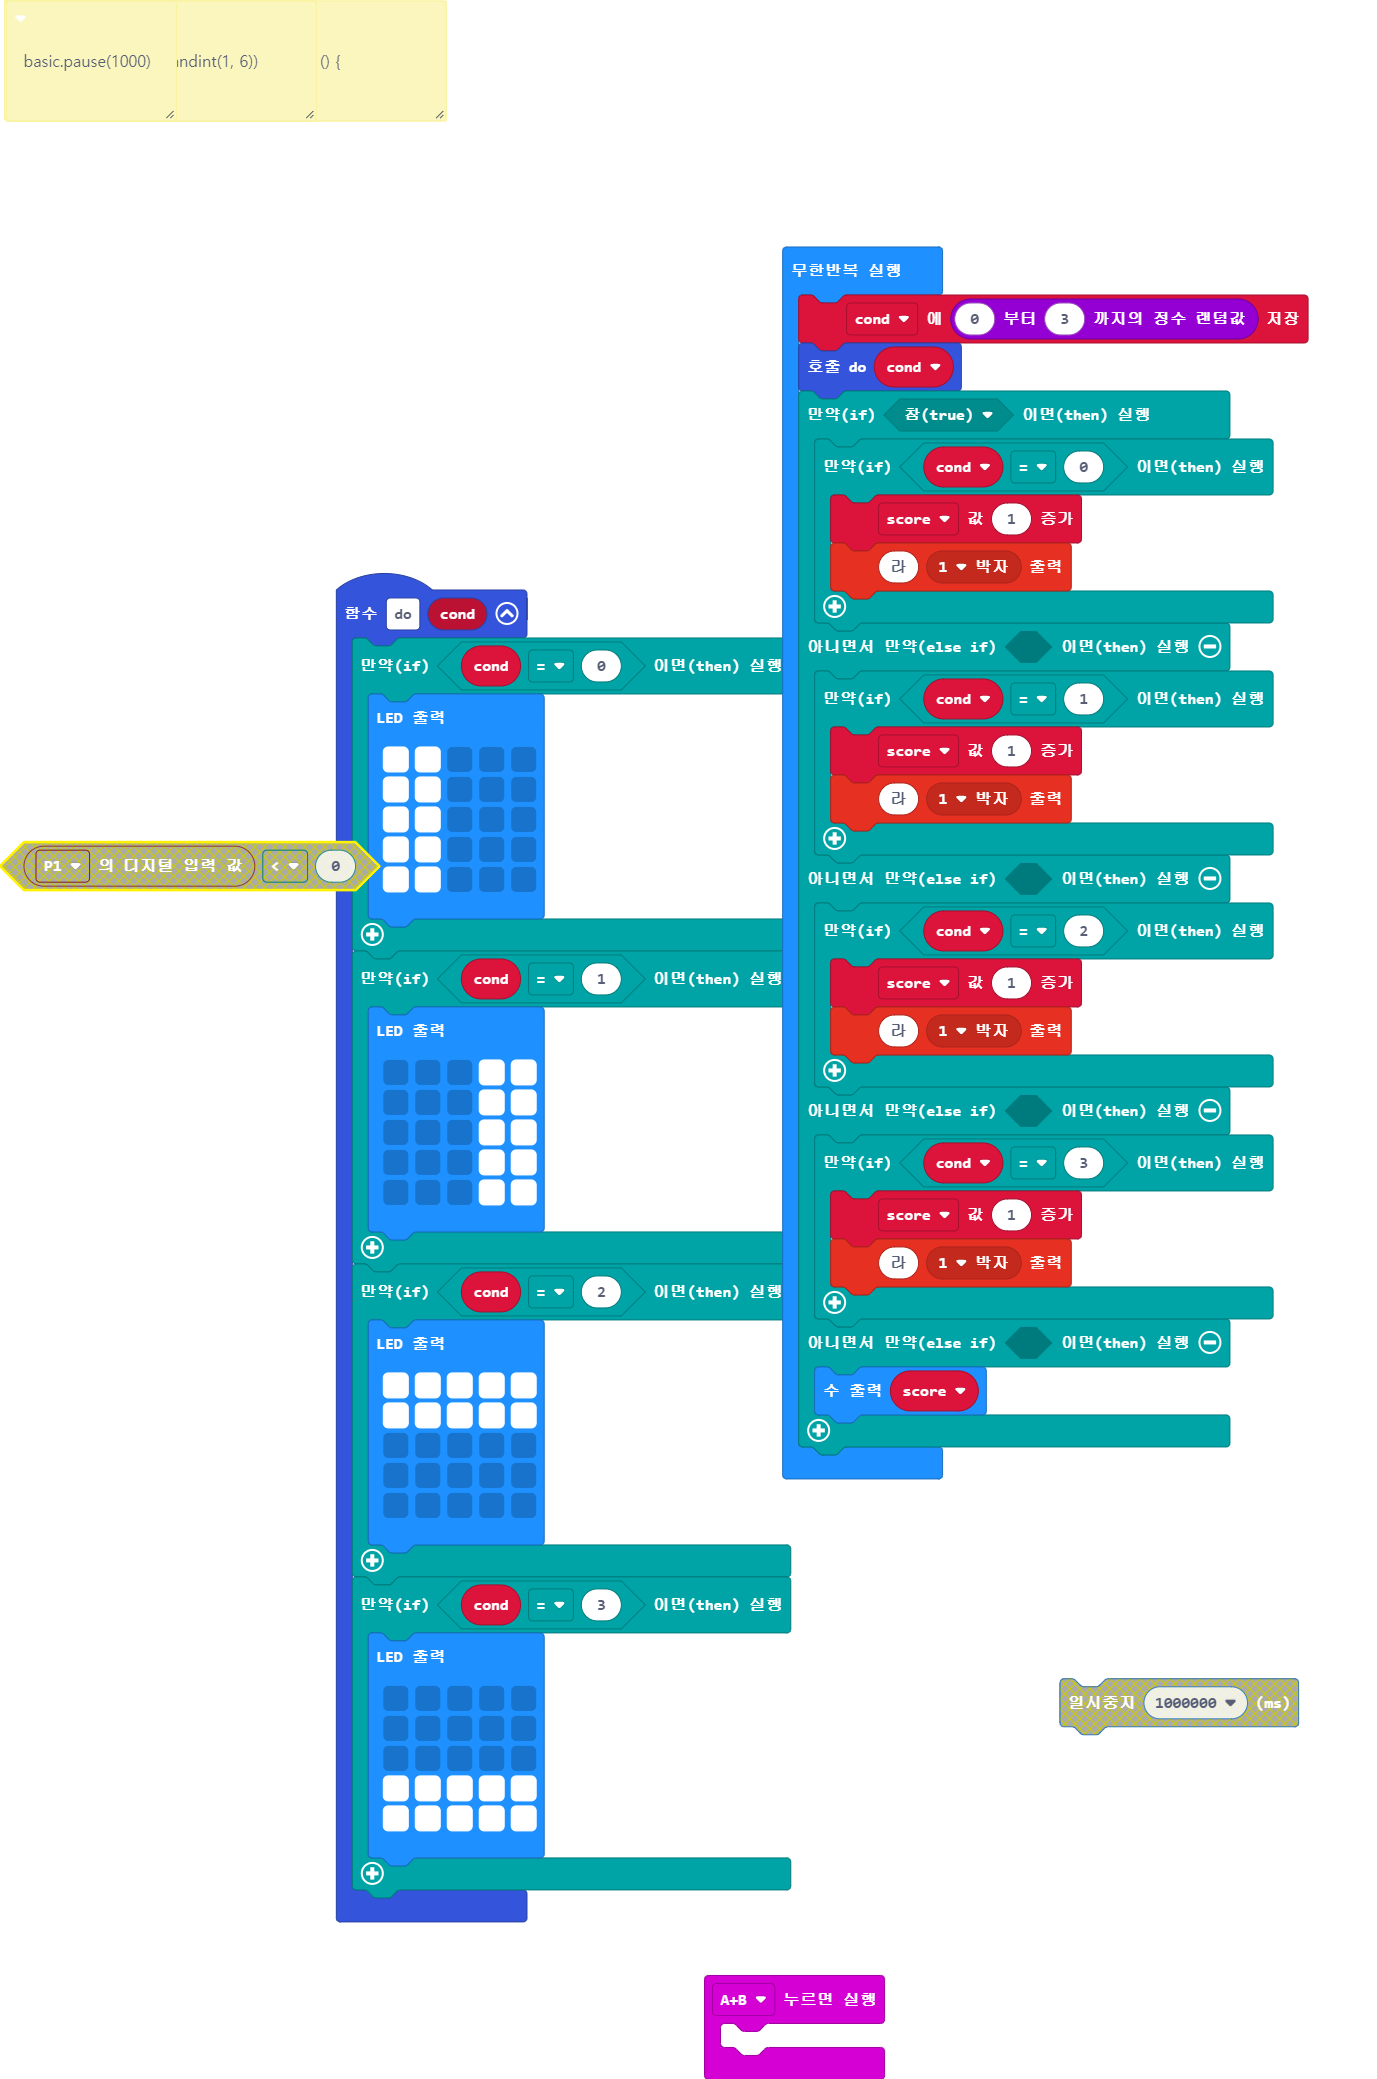 basic.pause(1000)
ndint(1, 6))
() {
무한반복 실행
cond 에 0 부터 3 까지의 정수 랜덤값 저장
호출 do cond
만약(if) 참(true) 이면(then) 실행
만약(if) cond = 0 이면(then) 실행
score 값 1 증가
라 1 박자 출력
아니면서 만약(else if) 이면(then) 실행
만약(if) cond = 1 이면(then) 실행
score 값 1 증가
라 1 박자 출력
아니면서 만약(else if) 이면(then) 실행
만약(if) cond = 2 이면(then) 실행
score 값 1 증가
라 1 박자 출력
아니면서 만약(else if) 이면(then) 실행
만약(if) cond = 3 이면(then) 실행
score 값 1 증가
라 1 박자 출력
아니면서 만약(else if) 이면(then) 실행
수 출력 score
함수 do cond
만약(if) cond = 0 이면(then) 실행
LED 출력
P1 의 디지털 입력 값 < 0
만약(if) cond = 1 이면(then) 실행
LED 출력
만약(if) cond = 2 이면(then) 실행
LED 출력
만약(if) cond = 3 이면(then) 실행
LED 출력
일시중지 1000000 (ms)
A+B 누르면 실행